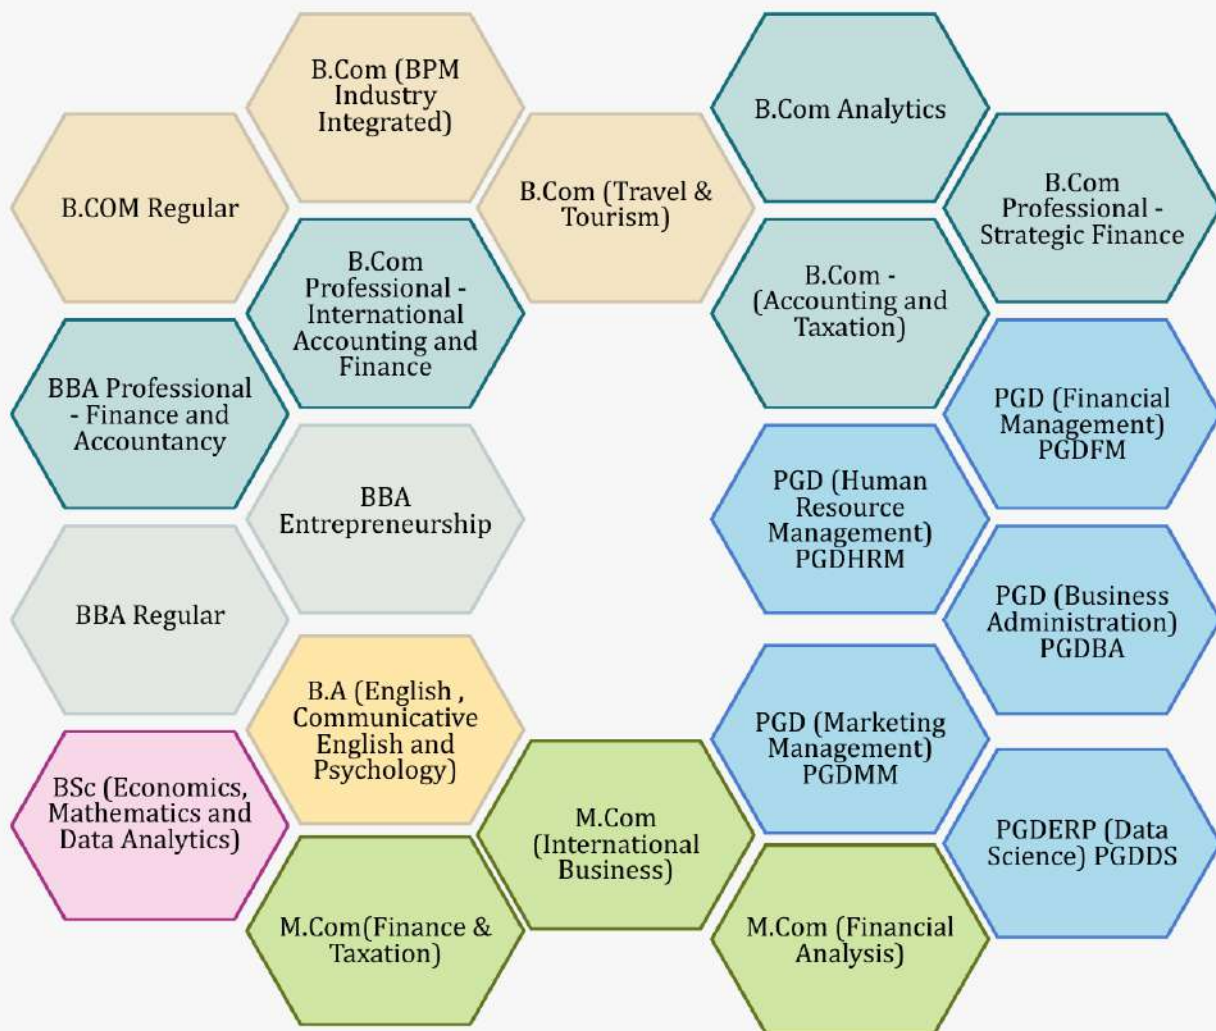 B.Com (BPM
Industry
Integrated)
B.Com Analytics
B.COM Regular
B.Com (Travel &
Tourism)
B.Com
Professional -
Strategic Finance
B.Com
Professional -
International
Accounting and
Finance
B.Com -
(Accounting and
Taxation)
BBA Professional
- Finance and
Accountancy
PGD (Financial
Management)
PGDFM
BBA
Entrepreneurship
PGD (Human
Resource
Management)
PGDHRM
BBA Regular
PGD (Business
Administration)
PGDBA
B.A (English ,
Communicative
English and
Psychology)
PGD (Marketing
Management)
PGDMM
BSc (Economics,
Mathematics and
Data Analytics)
M.Com
(International
Business)
PGDERP (Data
Science) PGDDS
M.Com(Finance &
Taxation)
M.Com (Financial
Analysis)